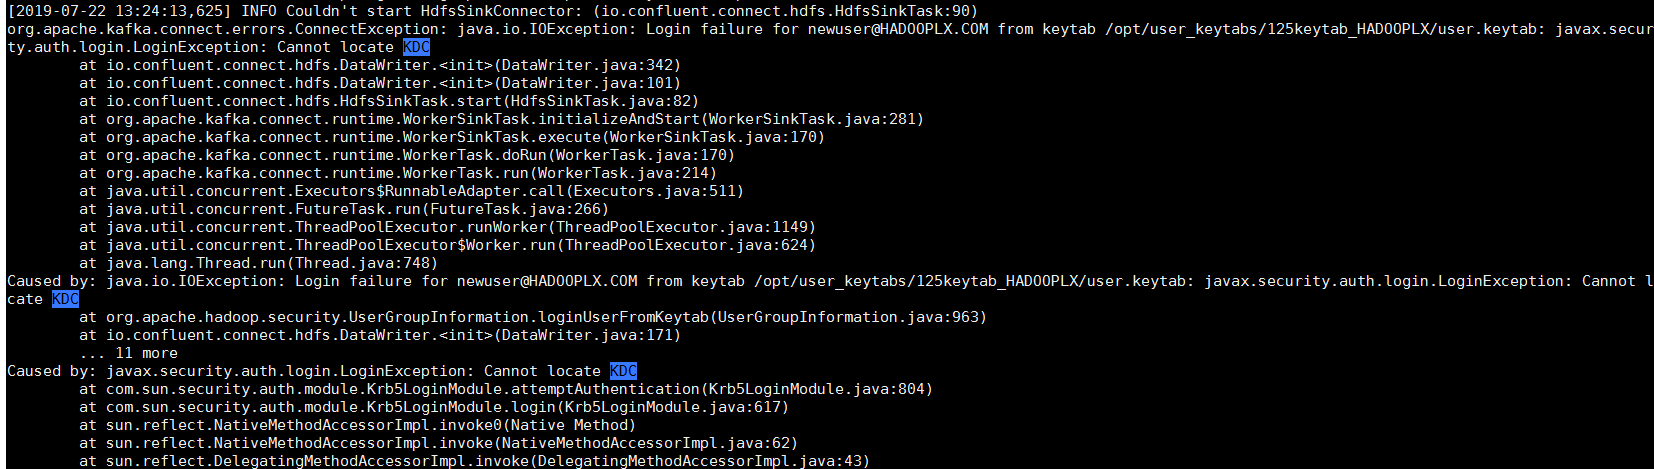 [2019-07-22 13:24:13,625] INFO Couldn't start HdfsSinkConnector: (io.confluent.connect.hdfs.HdfsSinkTask:90)
org.apache.kafka.connect.errors.ConnectException: java.io.IOException: Login failure for newuser@HADOOPLX.COM from keytab /opt/user_keytabs/125keytab_HADOOPLX/user.keytab: javax.secur
ty.auth.login.LoginException: Cannot locate KDC
at io.confluent.connect.hdfs.DataWriter.<init>(DataWriter.java:342)
at io.confluent.connect.hdfs.DataWriter.<init>(DataWriter.java:101)
at io.confluent.connect.hdfs.HdfsSinkTask.start(HdfsSinkTask.java:82)
at org.apache.kafka.connect.runtime.WorkerSinkTask.initializeAndStart(WorkerSinkTask.java:281)
at org.apache.kafka.connect.runtime.WorkerSinkTask.execute(WorkerSinkTask.java:170)
at org.apache.kafka.connect.runtime.WorkerTask.doRun(WorkerTask.java:170)
at org.apache.kafka.connect.runtime.WorkerTask.run(WorkerTask.java:214)
at java.util.concurrent.Executors$RunnableAdapter.call(Executors.java:511)
at java.util.concurrent.FutureTask.run(FutureTask.java:266)
at java.util.concurrent.ThreadPoolExecutor.runWorker(ThreadPoolExecutor.java:1149)
at java.util.concurrent.ThreadPoolExecutor$Worker.run(ThreadPoolExecutor.java:624)
at java.lang.Thread.run(Thread.java:748)
Caused by: java.io.IOException: Login failure for newuser@HADOOPLX.COM from keytab /opt/user_keytabs/125keytab_HADOOPLX/user.keytab: javax.security.auth.login.LoginException: Cannot l
cate KDC
at org.apache.hadoop.security.UserGroupInformation.loginUserFromKeytab(UserGroupInformation.java:963)
at io.confluent.connect.hdfs.DataWriter.<init>(DataWriter.java:171)
... 11 more
Caused by: javax.security.auth.login.LoginException: Cannot locate KDC
at com.sun.security.auth.module.Krb5LoginModule.attemptAuthentication(Krb5LoginModule.java:804)
at com.sun.security.auth.module.Krb5LoginModule.login(Krb5LoginModule.java:617)
at sun.reflect.NativeMethodAccessorImpl.invoke0(Native Method)
at sun.reflect.NativeMethodAccessorImpl.invoke(NativeMethodAccessorImpl.java:62)
at sun.reflect.DelegatingMethodAccessorImpl.invoke(DelegatingMethodAccessorImpl.java:43)